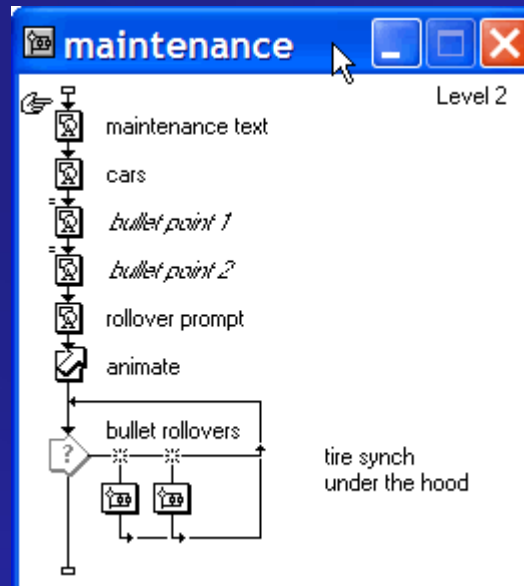 maintenance
Level 2
maintenance text
cars
bullet point 1
bullet point 2
rollover prompt
animate
bullet rollovers
?
tire synch
under the hood